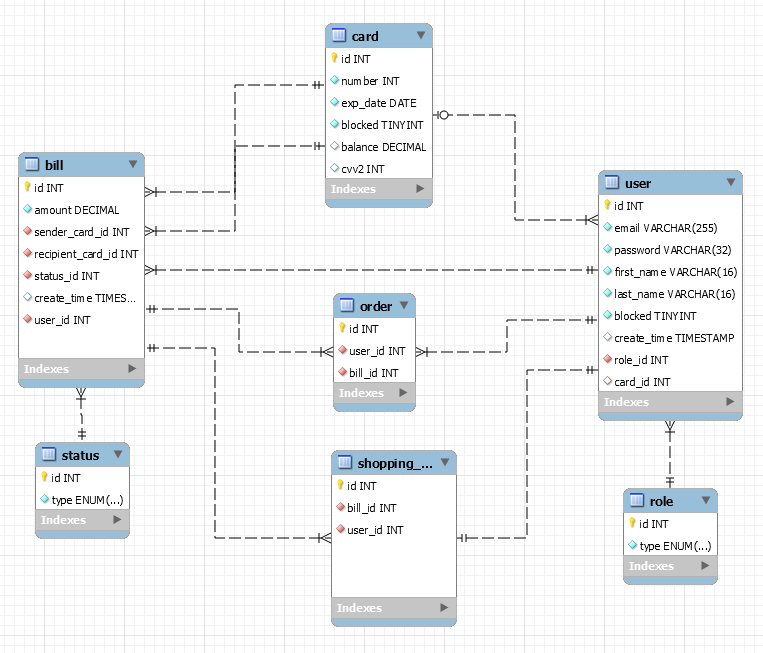 card
id INT
number INT
exp_date DATE
blocked TINYINT
balance DECIMAL
cvv2 INT
Indexes
bill
id INT
amount DECIMAL
sender_card_id INT
recipient_card_id INT
status_id INT
create_time TIMES...
user_id INT
Indexes
user
id INT
email VARCHAR(255)
password VARCHAR(32)
first_name VARCHAR(16)
last_name VARCHAR(16)
blocked TINYINT
create_time TIMESTAMP
role_id INT
card_id INT
Indexes
order
id INT
user_id INT
bill_id INT
Indexes
status
id INT
type ENUM(...)
Indexes
shopping_...
id INT
bill_id INT
user_id INT
Indexes
role
id INT
type ENUM(...)
Indexes